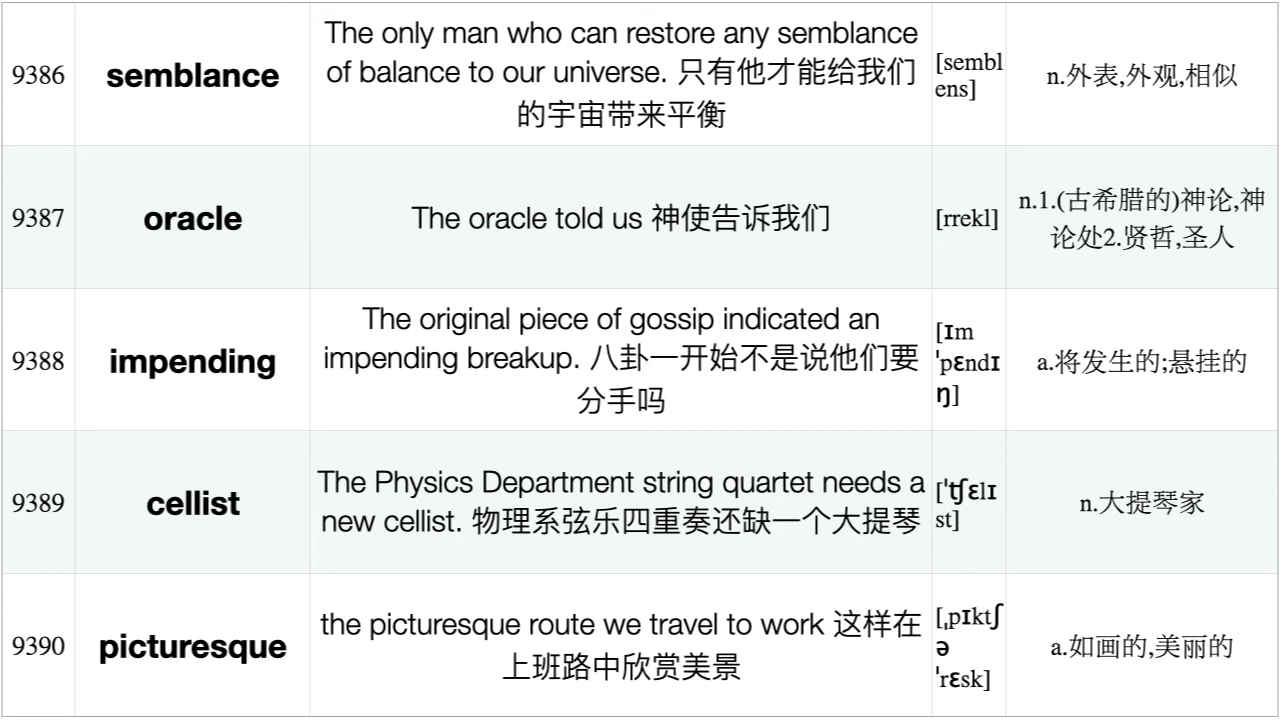 9386
semblance
The only man who can restore any semblance
of balance to our universe. 只有他才能给我们
的宇宙带来平衡
[sembl
ens]
n.外表,外观,相似
9387
oracle
The oracle told us 神使告诉我们
[rrekl]
n.1.(古希腊的)神论,神
论处2.贤哲,圣人
9388
impending
The original piece of gossip indicated an
impending breakup. 八卦一开始不是说他们要
分手吗
[ɪm
ˈpɛndɪ
ŋ]
a.将发生的;悬挂的
9389
cellist
The Physics Department string quartet needs a
new cellist. 物理系弦乐四重奏还缺一个大提琴
[ˈʧɛlɪ
st]
n.大提琴家
9390
picturesque
the picturesque route we travel to work 这样在
上班路中欣赏美景
[ˌpɪktʃ
ə
ˈrɛsk]
a.如画的,美丽的